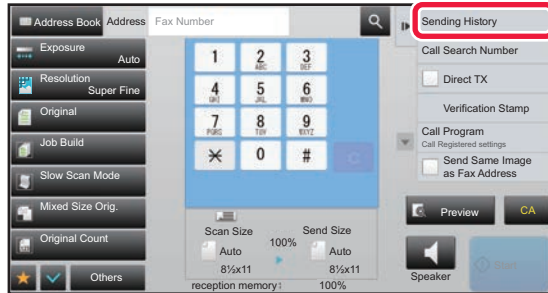 Address Book Address Fax Number
Sending History
Exposure
Auto
Call Search Number
Resolution
Super Fine
Direct TX
Original
Verification Stamp
Job Build
Call Program
Call Registered settings
Slow Scan Mode
Send Same Image
as Fax Address
Mixed Size Orig.
Original Count
Others
1 2 3
ABC DEF
4 5 6
GHI JKL MNO
7 8 9
PQRS TUV WXYZ
0 #
C
Scan Size Send Size
Auto 100% Auto
8½x11 8½x11
reception memory: 100%
Preview CA
Speaker Start